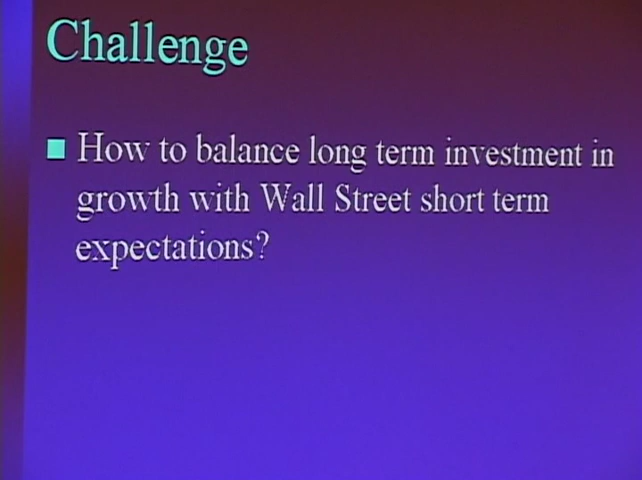 Challenge
How to balance long term investment in
growth with Wall Street short term
expectations?